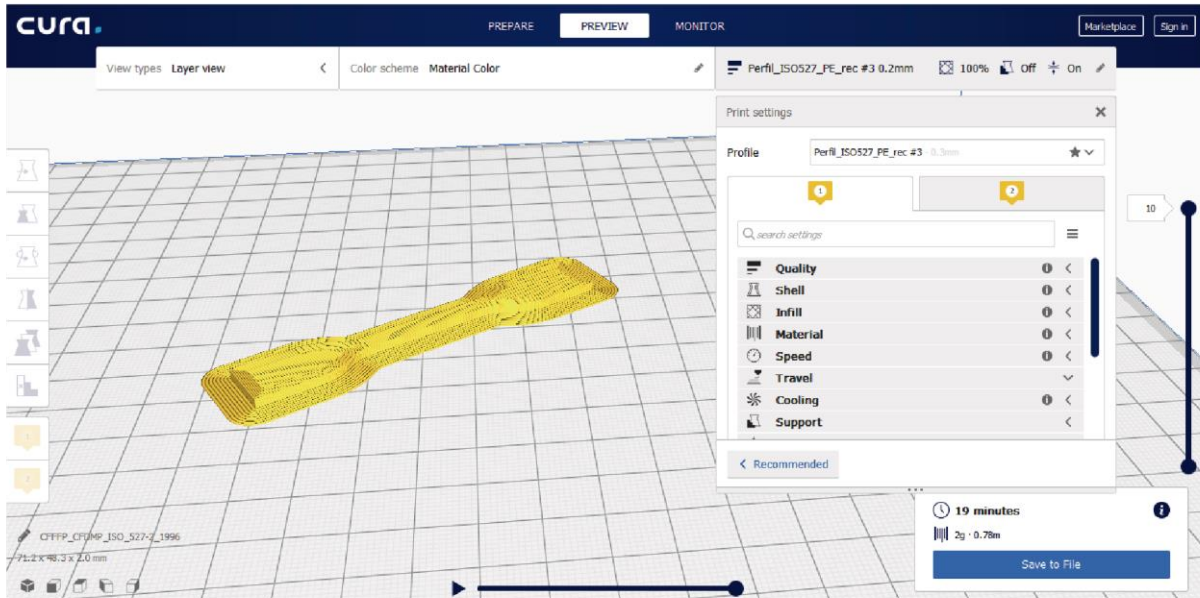 cura.
PREPARE PREVIEW MONITOR
Marketplace Sign in
View types Layer view
Color scheme Material Color
Perfil_ISO527_PE_rec #3 0.2mm 100% Off On
Print settings
Profile Perfil_ISO527_PE_rec #3 - 0.3mm
1 2
search settings
Quality
Shell
Infill
Material
Speed
Travel
Cooling
Support
Recommended
10
19 minutes
2g · 0.78m
Save to File
CFFFP_CFDMP_ISO_527-2_1996
71.2 x 48.3 x 2.0 mm